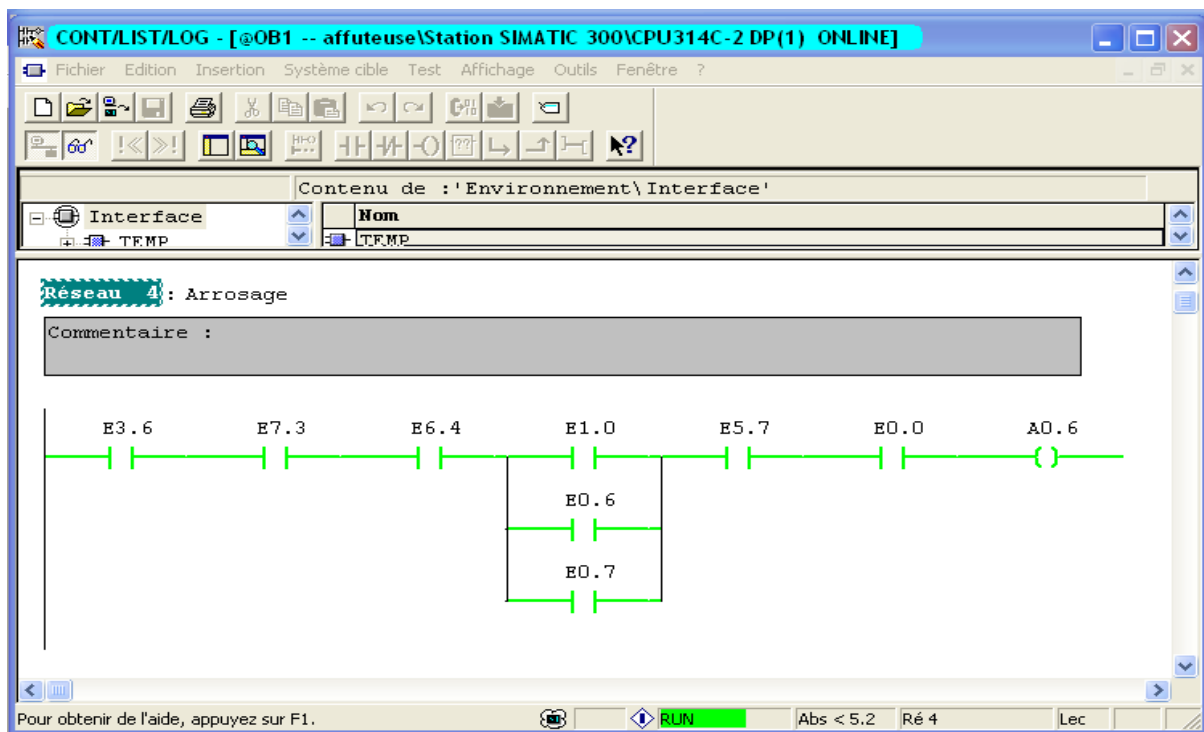 CONT/LIST/LOG - [@OB1 -- affuteuse\Station SIMATIC 300\CPU314C-2 DP(1) ONLINE]
Fichier Edition Insertion Système cible Test Affichage Outils Fenêtre ?
Contenu de :'Environnement\Interface'
Interface
Nom
TEMP
TEMP
Réseau 4 : Arrosage
Commentaire :
E3.6 E7.3 E6.4 E1.0 E5.7 E0.0 A0.6
E0.6
E0.7
Pour obtenir de l'aide, appuyez sur F1. RUN Abs < 5.2 Ré 4 Lec